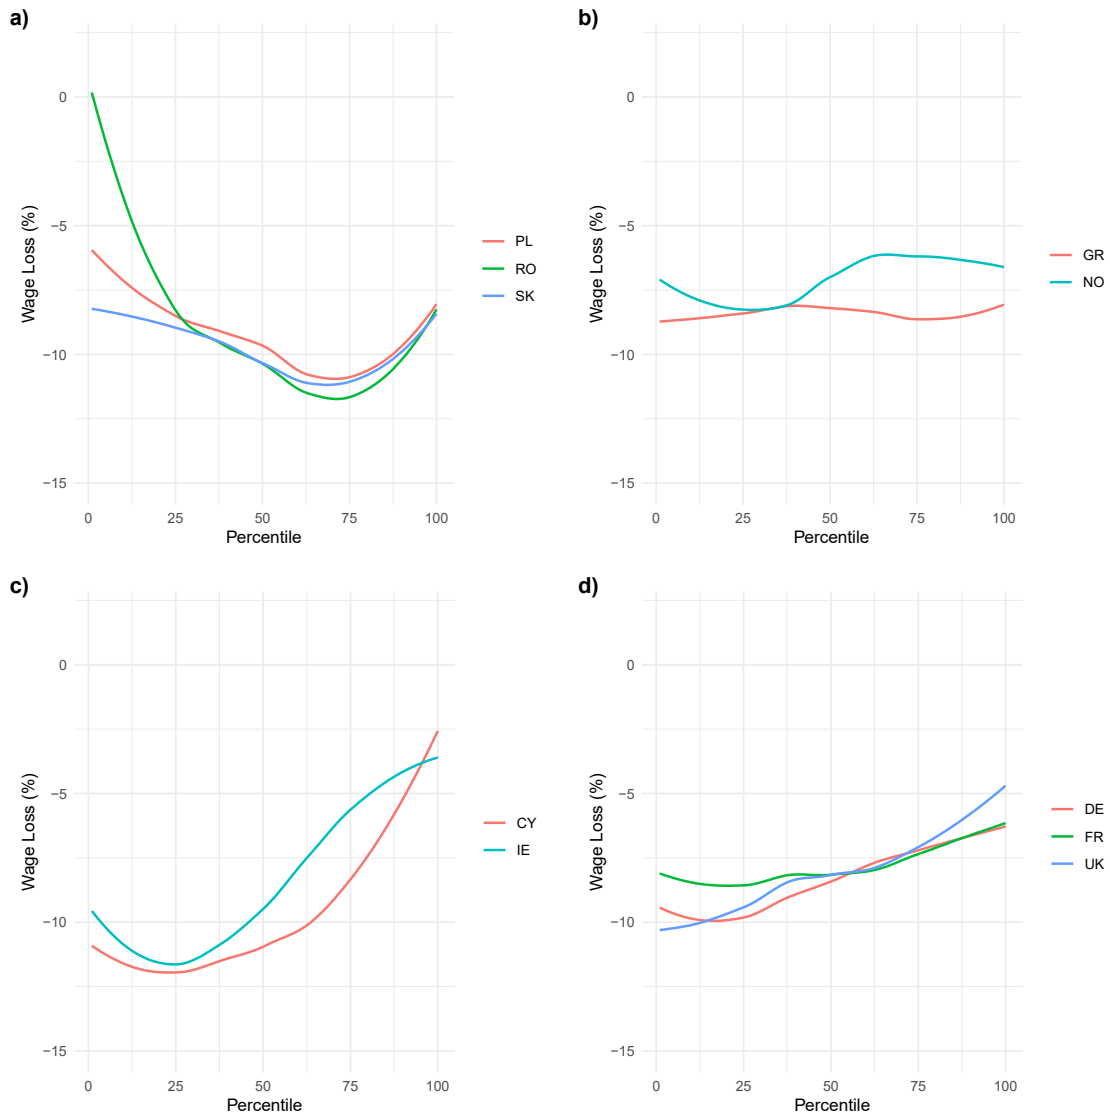 a)
Wage Loss (%)
0
−5
−10
−15
0 25 50 75 100
Percentile
PL
RO
SK
b)
Wage Loss (%)
0
−5
−10
−15
0 25 50 75 100
Percentile
GR
NO
c)
Wage Loss (%)
0
−5
−10
−15
0 25 50 75 100
Percentile
CY
IE
d)
Wage Loss (%)
0
−5
−10
−15
0 25 50 75 100
Percentile
DE
FR
UK